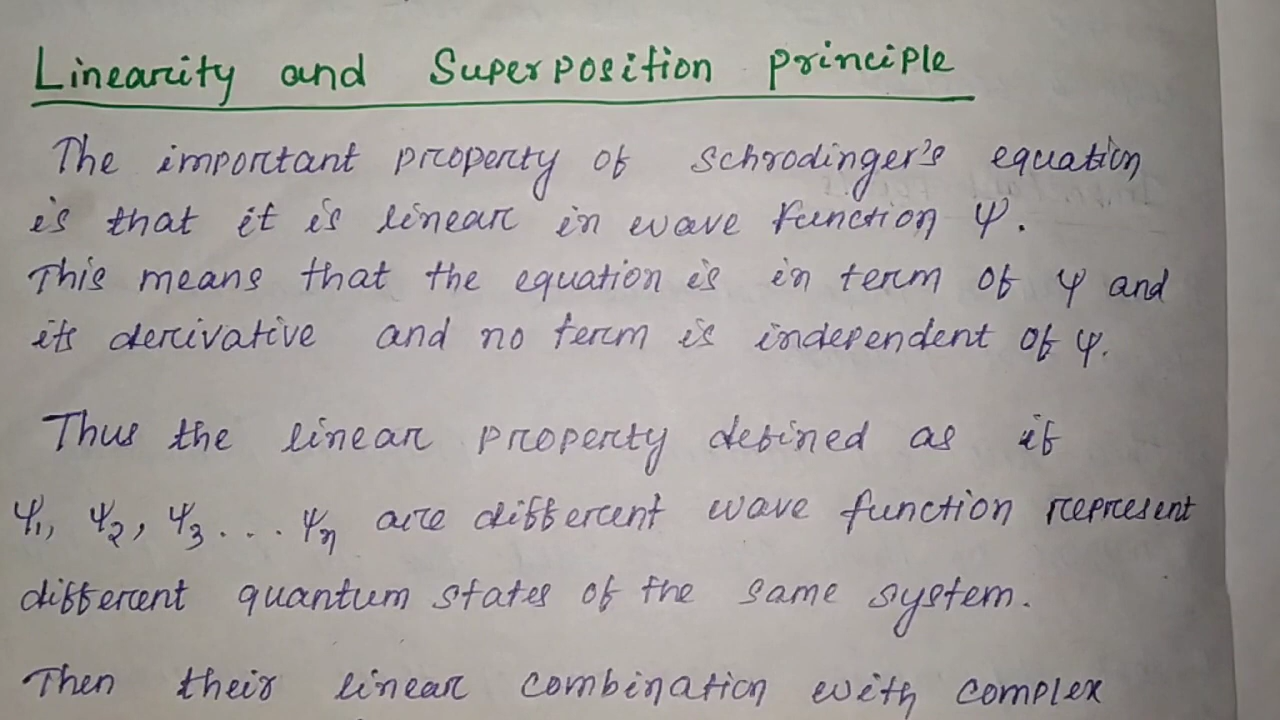 Linearity and Superposition principle
The important property of Schrodinger's equation
is that it is linear in wave function ψ.
This means that the equation is in term of ψ and
its derivative and no term is independent of ψ.
Thus the linear property defined as if
ψ₁, ψ₂, ψ₃ . . . ψₙ are different wave function represent
different quantum states of the same system.
Then their linear combination with complex